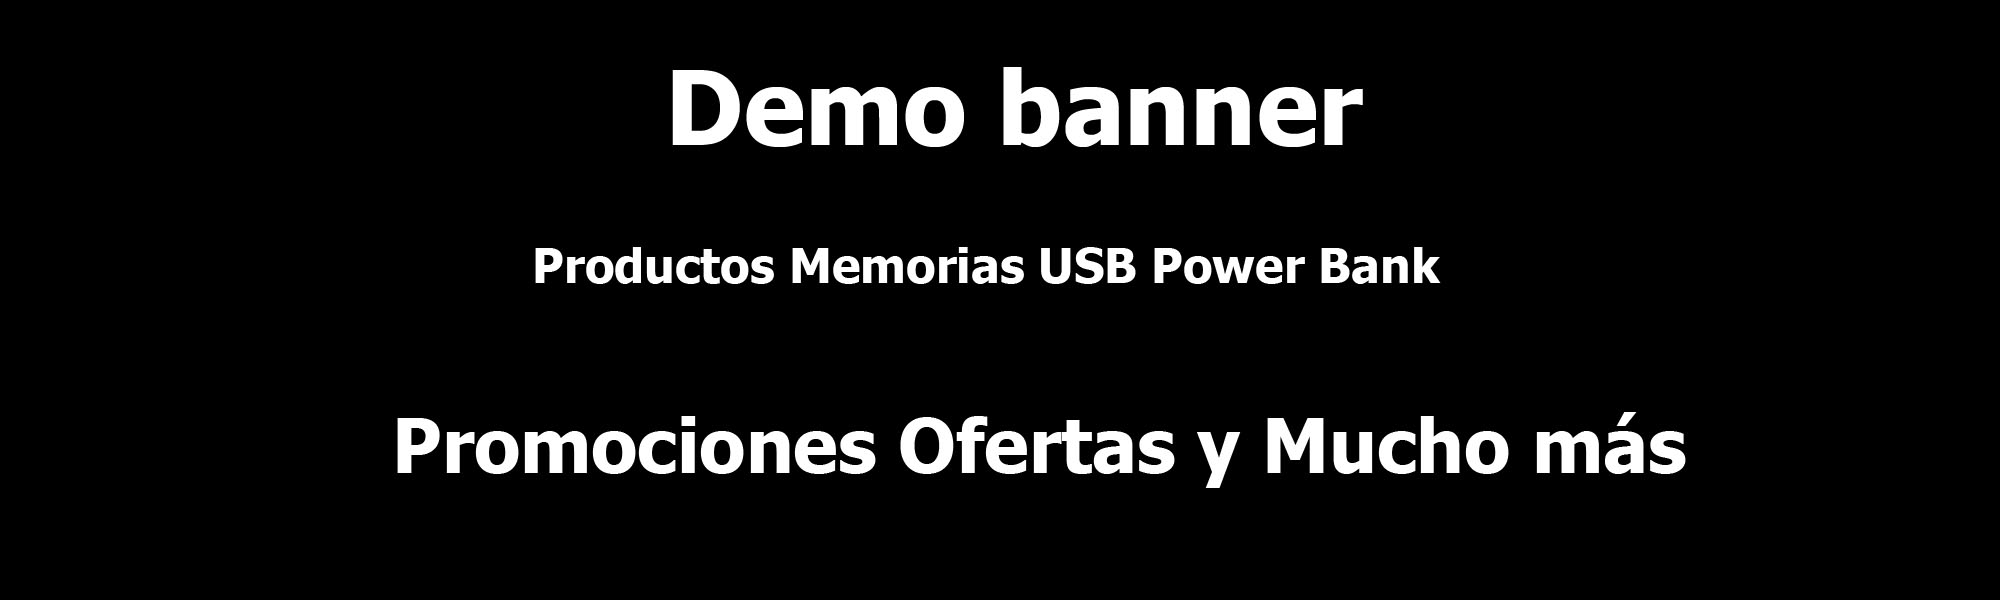 Demo banner
Productos Memorias USB Power Bank
Promociones Ofertas y Mucho más